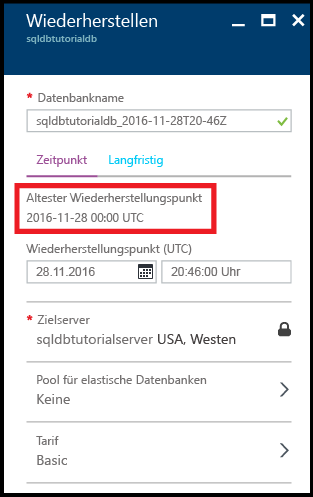 Wiederherstellen
sqldbtutorialdb
* Datenbankname
sqldbtutorialdb_2016-11-28T20-46Z
Zeitpunkt Langfristig
Ältester Wiederherstellungspunkt
2016-11-28 00:00 UTC
Wiederherstellungspunkt (UTC)
28.11.2016 20:46:00 Uhr
* Zielserver
sqldbtutorialserver USA, Westen
Pool für elastische Datenbanken
Keine
Tarif
Basic